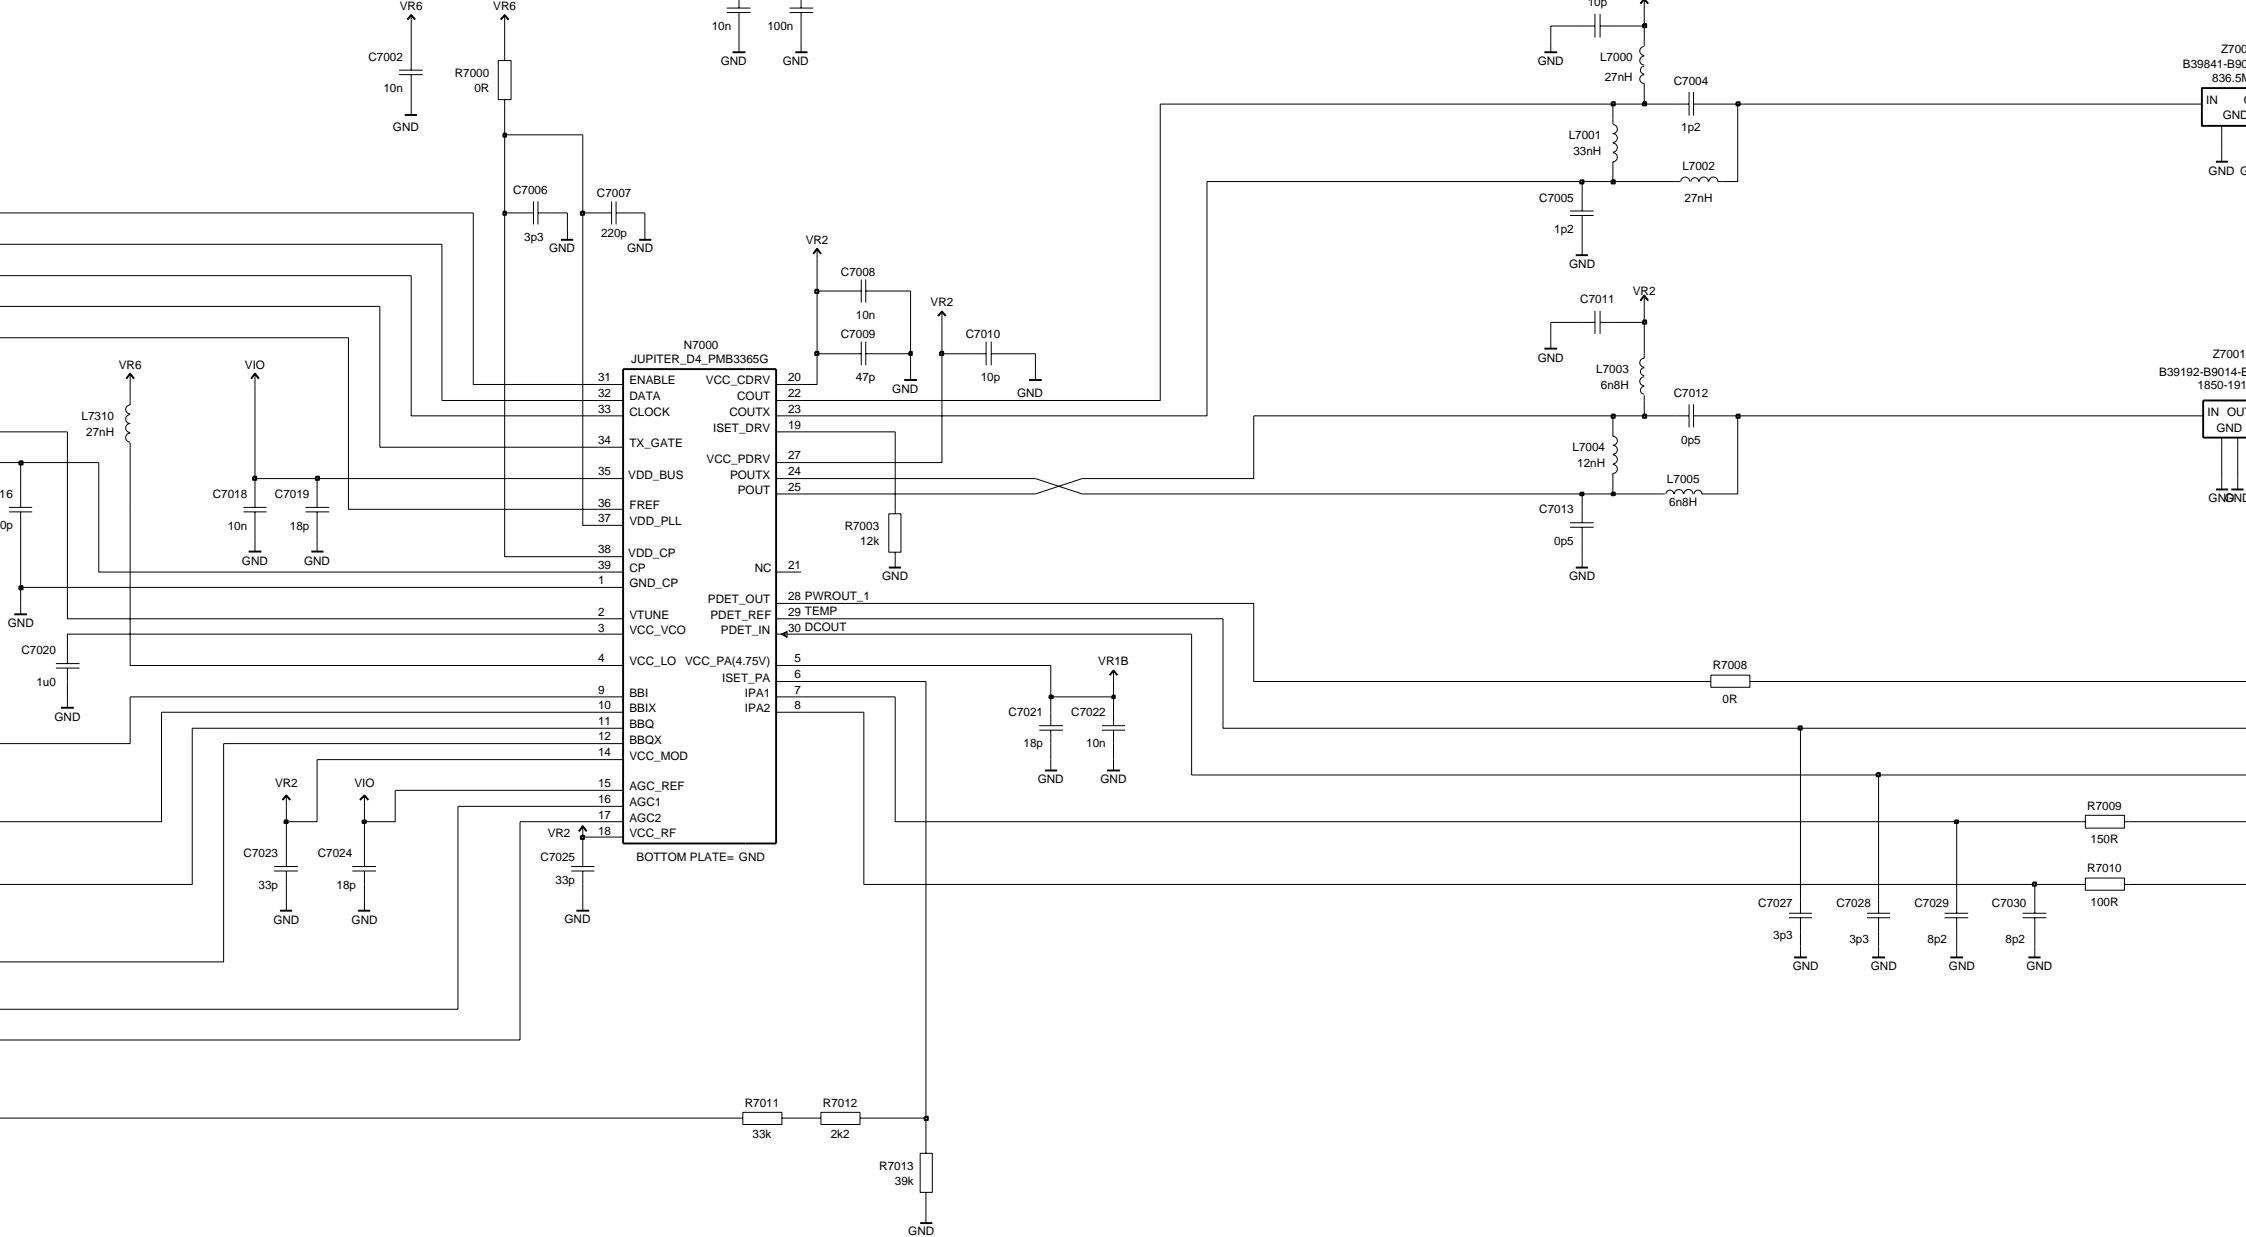 VR6
VR6
10n
100n
10p
C7002
10n
R7000
0R
GND
GND
GND
GND
L7000
27nH
C7004
1p2
836.5
IN
GND
GND
L7001
33nH
L7002
27nH
C7006
3p3
GND
C7007
220p
GND
C7005
1p2
GND
VR2
C7008
10n
C7009
47p
GND
VR2
C7010
10p
GND
C7011
VR2
GND
L7003
6n8H
C7012
0p5
Z7001
B39192-B9014-
1850-191
IN OU
GND
GND
GND
L7004
12nH
L7005
6n8H
C7013
0p5
GND
N7000
JUPITER_D4_PMB3365G
VR6
VIO
L7310
27nH
31 ENABLE VCC_CDRV 20
32 DATA COUT 22
33 CLOCK COUTX 23
ISET_DRV 19
34 TX_GATE
VCC_PDRV 27
35 VDD_BUS POUTX 24
POUT 25
36 FREF
37 VDD_PLL
38 VDD_CP
39 CP NC 21
1 GND_CP
PDET_OUT 28 PWROUT_1
2 VTUNE PDET_REF 29 TEMP
3 VCC_VCO PDET_IN 30 DCOUT
4 VCC_LO VCC_PA(4.75V) 5
ISET_PA 6
9 BBI IPA1 7
10 BBIX IPA2 8
11 BBQ
12 BBQX
14 VCC_MOD
15 AGC_REF
16 AGC1
17 AGC2
18 VCC_RF
BOTTOM PLATE= GND
16
0p
GND
C7018
10n
GND
C7019
18p
GND
R7003
12k
GND
C7020
1u0
GND
VR1B
C7021
18p
GND
C7022
10n
GND
R7008
0R
VR2
VIO
C7023
33p
GND
C7024
18p
GND
VR2
C7025
33p
GND
R7009
150R
R7010
100R
C7027
3p3
GND
C7028
3p3
GND
C7029
8p2
GND
C7030
8p2
GND
R7011
33k
R7012
2k2
R7013
39k
GND